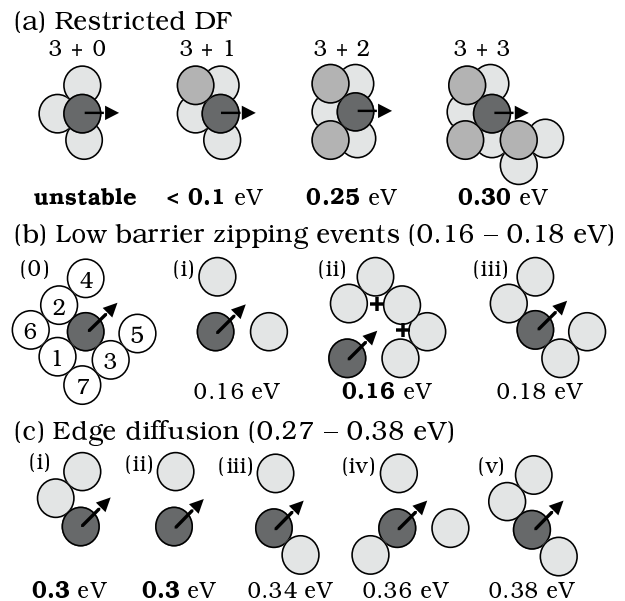 (a) Restricted DF
3 + 0 3 + 1 3 + 2 3 + 3
unstable < 0.1 eV 0.25 eV 0.30 eV
(b) Low barrier zipping events (0.16 – 0.18 eV)
(0) (i) (ii) (iii)
4
2
6 5
1 3
7
+
+
0.16 eV 0.16 eV 0.18 eV
(c) Edge diffusion (0.27 – 0.38 eV)
(i) (ii) (iii) (iv) (v)
0.3 eV 0.3 eV 0.34 eV 0.36 eV 0.38 eV